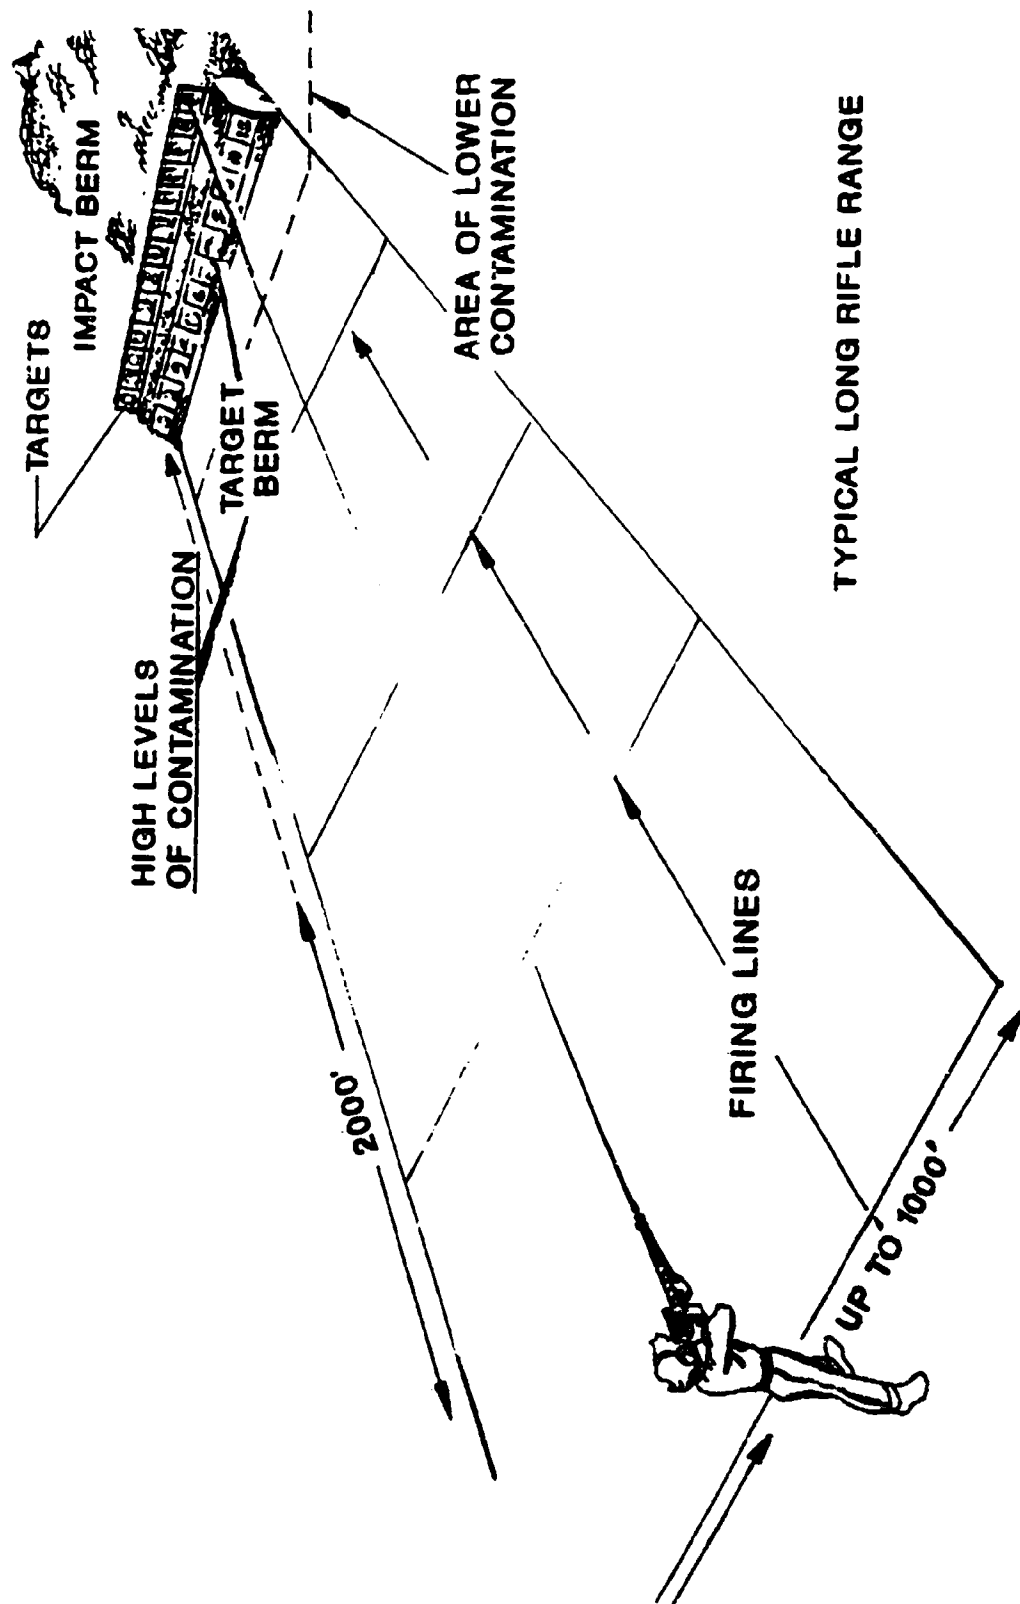 TARGETS
IMPACT BERM
HIGH LEVELS
OF CONTAMINATION
TARGET
BERM
AREA OF LOWER
CONTAMINATION
2000'
FIRING LINES
UP TO 1000'
TYPICAL LONG RIFLE RANGE